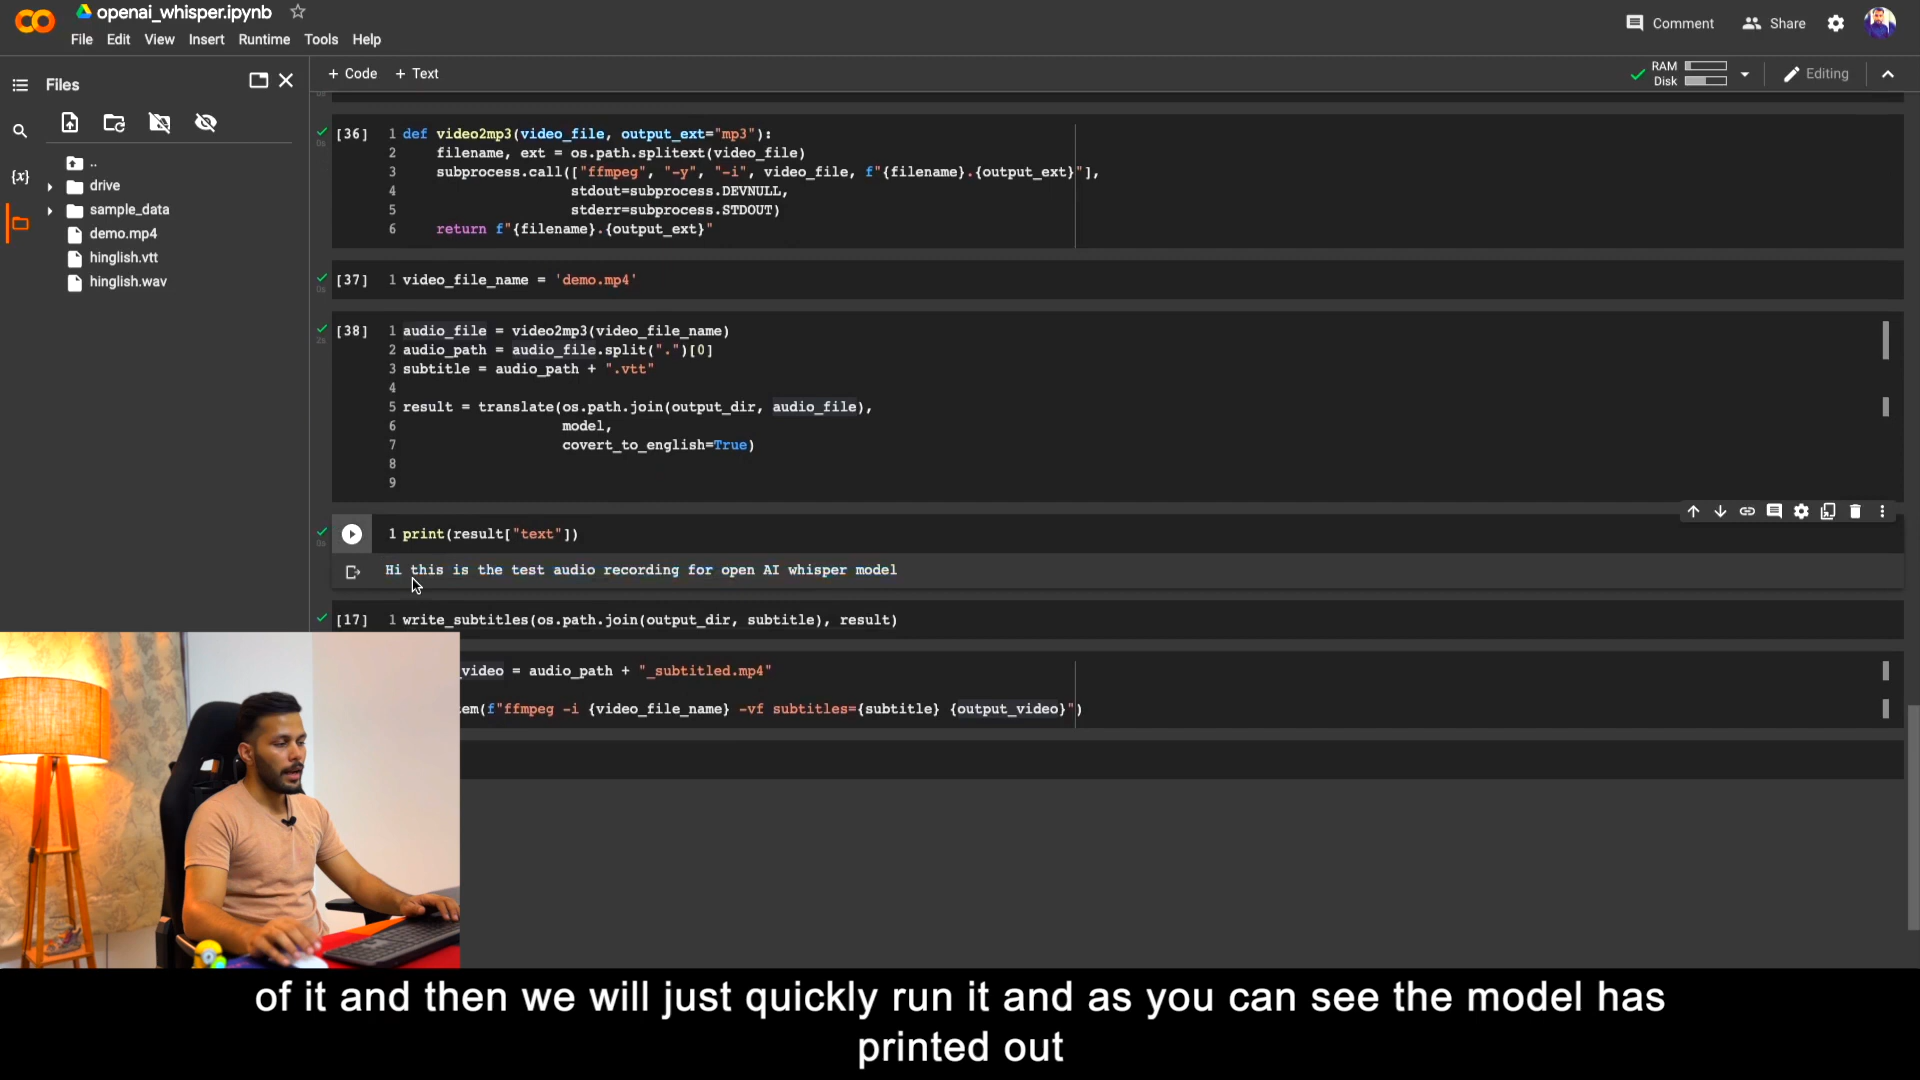 openai_whisper.ipynb
File Edit View Insert Runtime Tools Help
Comment Share
Files
+ Code + Text
RAM
Disk
Editing
..
drive
sample_data
demo.mp4
hinglish.vtt
hinglish.wav
{x}
[36] 1 def video2mp3(video_file, output_ext="mp3"):
2 filename, ext = os.path.splitext(video_file)
3 subprocess.call(["ffmpeg", "-y", "-i", video_file, f"{filename}.{output_ext}"],
4 stdout=subprocess.DEVNULL,
5 stderr=subprocess.STDOUT)
6 return f"{filename}.{output_ext}"
[37] 1 video_file_name = 'demo.mp4'
[38] 1 audio_file = video2mp3(video_file_name)
2 audio_path = audio_file.split(".")[0]
3 subtitle = audio_path + ".vtt"
4
5 result = translate(os.path.join(output_dir, audio_file),
6 model,
7 covert_to_english=True)
8
9
1 print(result["text"])
Hi this is the test audio recording for open AI whisper model
[17] 1 write_subtitles(os.path.join(output_dir, subtitle), result)
_video = audio_path + "_subtitled.mp4"
em(f"ffmpeg -i {video_file_name} -vf subtitles={subtitle} {output_video}")
of it and then we will just quickly run it and as you can see the model has
printed out